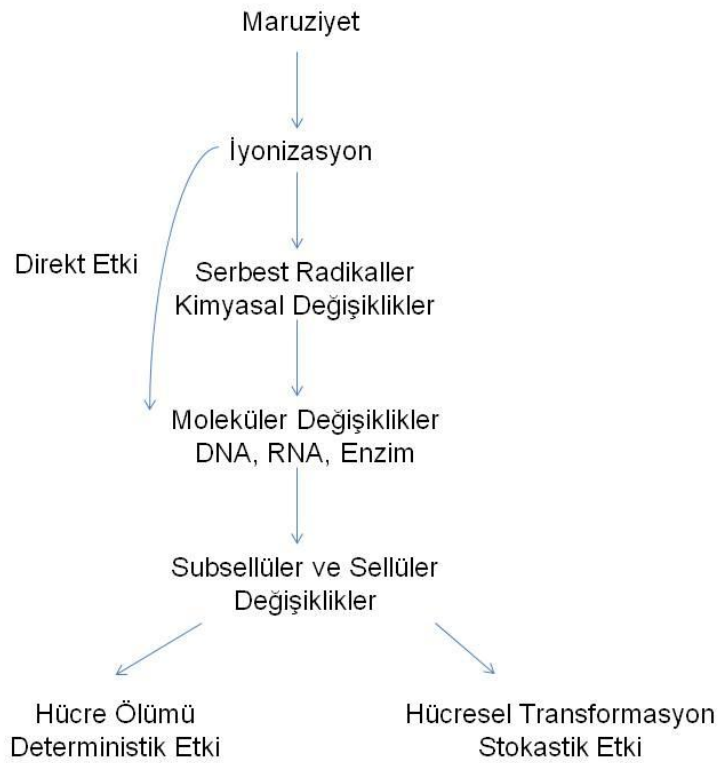 Maruziyet
İyonizasyon
Direkt Etki
Serbest Radikaller
Kimyasal Değişiklikler
Moleküler Değişiklikler
DNA, RNA, Enzim
Subsellüler ve Sellüler
Değişiklikler
Hücre Ölümü
Deterministik Etki
Hücresel Transformasyon
Stokastik Etki